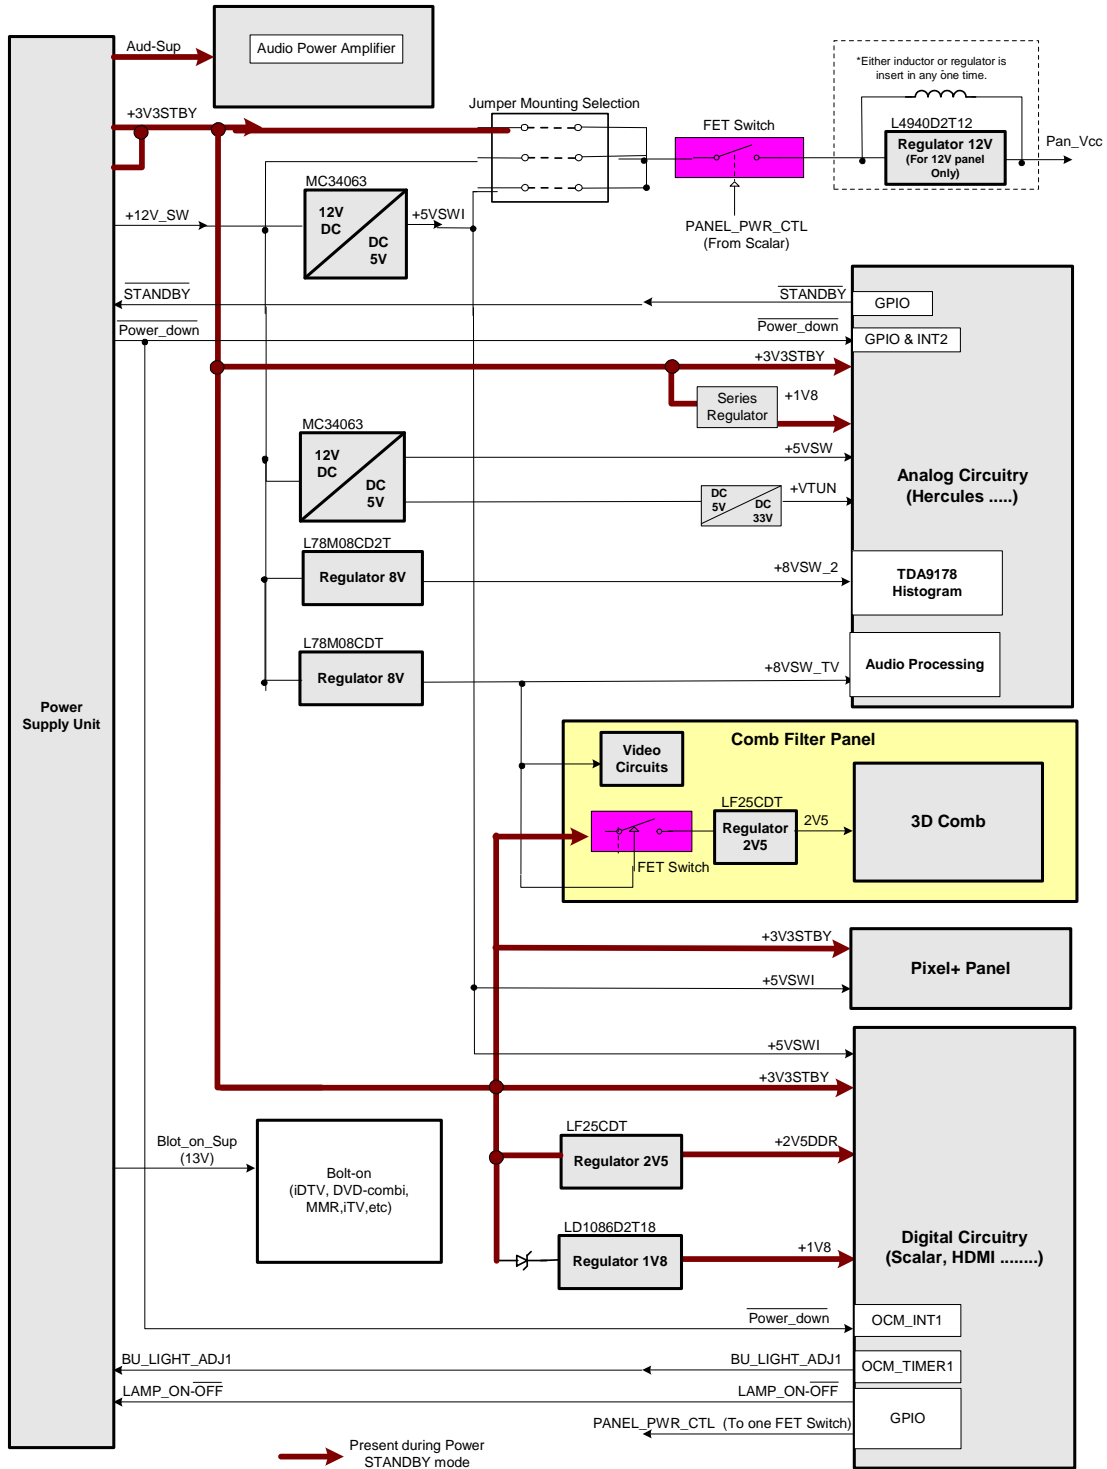 Aud-Sup
Audio Power Amplifier
*Either inductor or regulator is
insert in any one time.
+3V3STBY
Jumper Mounting Selection
FET Switch
L4940D2T12
Regulator 12V
(For 12V panel
Only)
Pan_Vcc
MC34063
12V
DC
DC
5V
+12V_SW
+5VSWI
PANEL_PWR_CTL
(From Scalar)
STANDBY
STANDBY
GPIO
Power_down
Power_down
GPIO & INT2
+3V3STBY
Series
Regulator
+1V8
MC34063
12V
DC
DC
5V
+5VSW
Analog Circuitry
(Hercules .....)
DC
5V
DC
33V
+VTUN
L78M08CD2T
Regulator 8V
+8VSW_2
TDA9178
Histogram
L78M08CDT
Regulator 8V
+8VSW_TV
Audio Processing
Power
Supply Unit
Comb Filter Panel
Video
Circuits
LF25CDT
Regulator
2V5
2V5
3D Comb
FET Switch
+3V3STBY
Pixel+ Panel
+5VSWI
+5VSWI
+3V3STBY
LF25CDT
Regulator 2V5
+2V5DDR
Blot_on_Sup
(13V)
Bolt-on
(iDTV, DVD-combi,
MMR,iTV,etc)
LD1086D2T18
Regulator 1V8
+1V8
Digital Circuitry
(Scalar, HDMI ........)
Power_down
OCM_INT1
BU_LIGHT_ADJ1
BU_LIGHT_ADJ1
OCM_TIMER1
LAMP_ON-OFF
LAMP_ON-OFF
GPIO
PANEL_PWR_CTL (To one FET Switch)
Present during Power
STANDBY mode